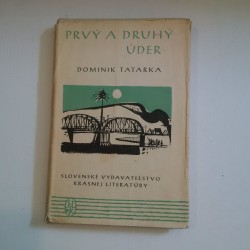 PRVÝ A DRUHÝ
ÚDER
DOMINIK TATARKA
SLOVENSKÉ VYDAVATEĽSTVO
KRÁSNEJ LITERATÚRY